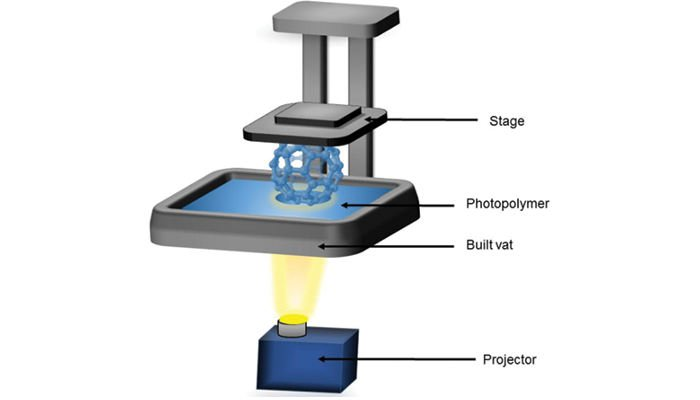 Stage
Photopolymer
Built vat
Projector